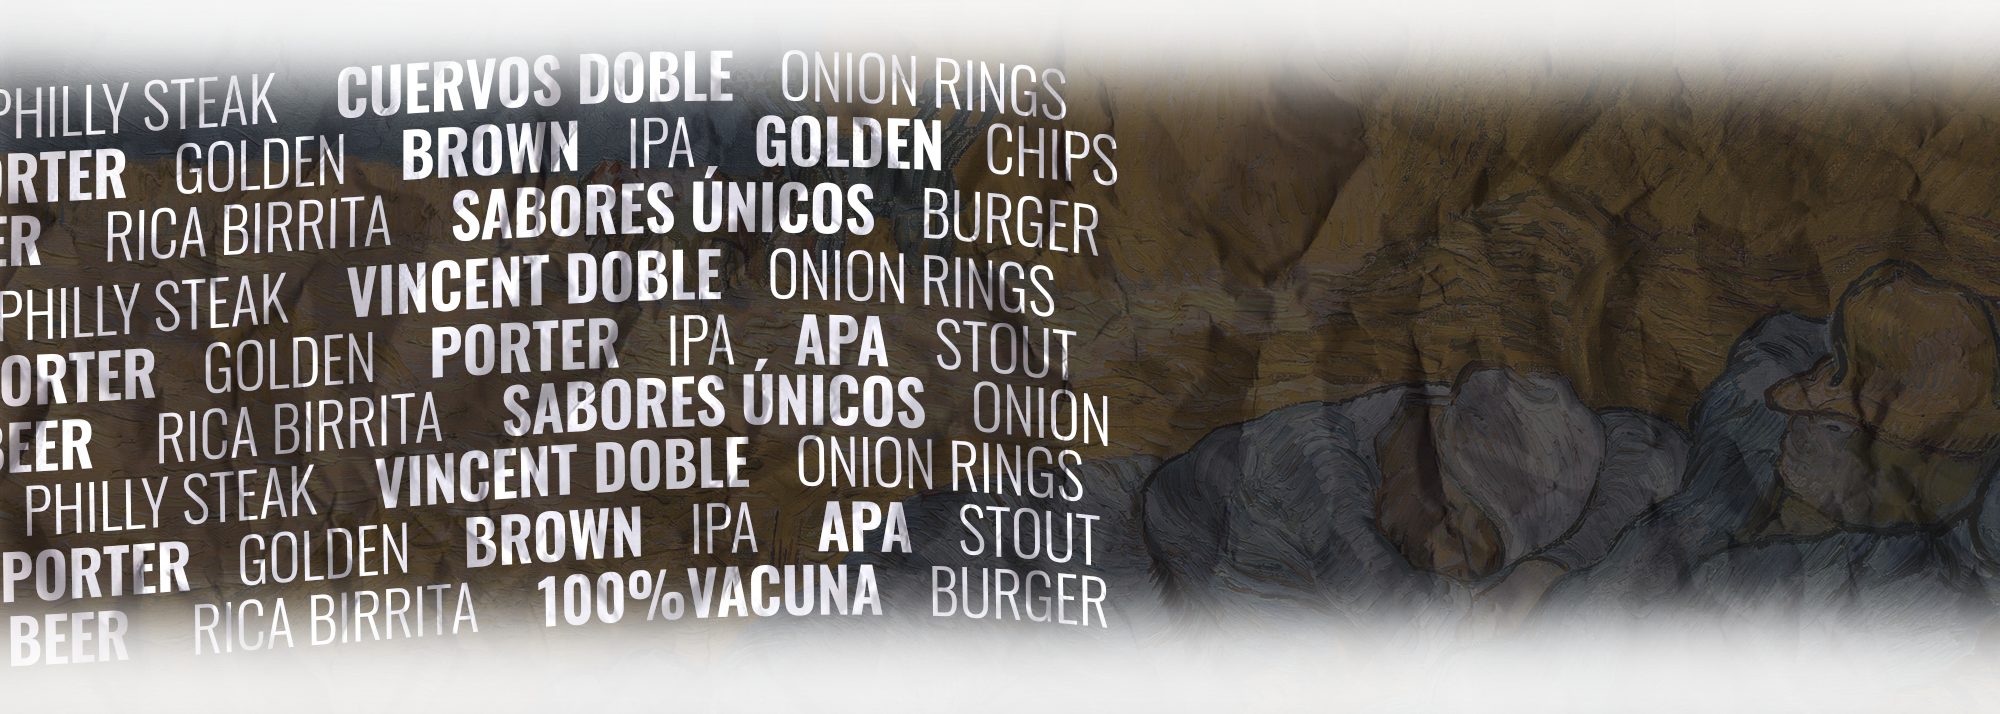 PHILLY STEAK CUERVOS DOBLE ONION RINGS
ORTER GOLDEN BROWN IPA GOLDEN CHIPS
ER RICA BIRRITA SABORES ÚNICOS BURGER
PHILLY STEAK VINCENT DOBLE ONION RINGS
ORTER GOLDEN PORTER IPA APA STOUT
BEER RICA BIRRITA SABORES ÚNICOS ONION
PHILLY STEAK VINCENT DOBLE ONION RINGS
PORTER GOLDEN BROWN IPA APA STOUT
BEER RICA BIRRITA 100% VACUNA BURGER